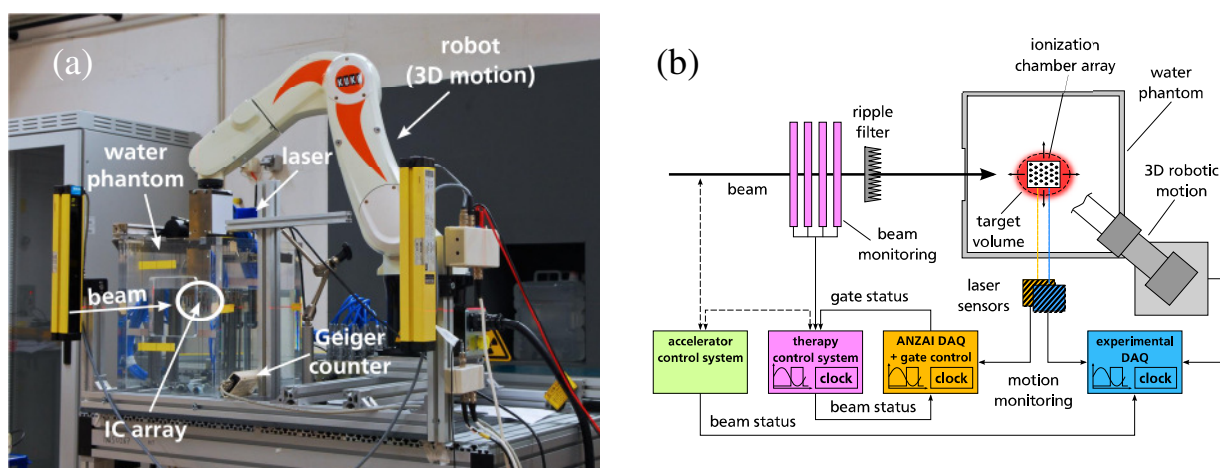 (a)
robot
(3D motion)
KUKA
water
phantom
laser
beam
Geiger
counter
IC array
(b)
ionization
chamber array
water
phantom
ripple
filter
3D robotic
motion
beam
target
volume
beam
monitoring
laser
sensors
gate status
accelerator
control system
therapy
control system
clock
ANZAI DAQ
+ gate control
clock
motion
monitoring
experimental
DAQ
clock
beam status
beam status